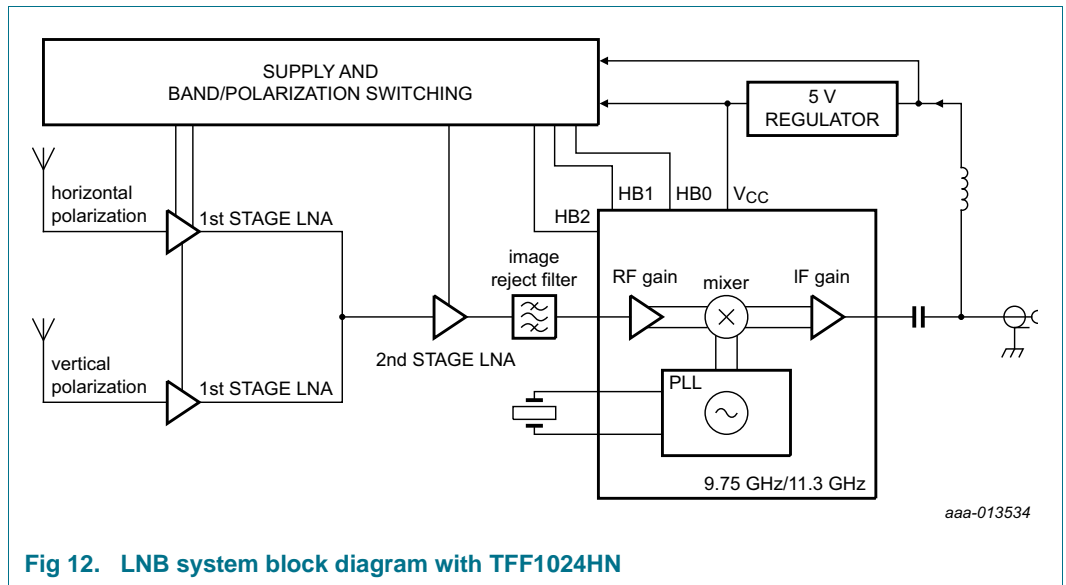 SUPPLY AND
BAND/POLARIZATION SWITCHING
5 V
REGULATOR
horizontal
polarization
1st STAGE LNA
HB2
HB1
HB0
VCC
image
reject filter
RF gain
mixer
IF gain
2nd STAGE LNA
vertical
polarization
1st STAGE LNA
PLL
9.75 GHz/11.3 GHz
aaa-013534
Fig 12. LNB system block diagram with TFF1024HN